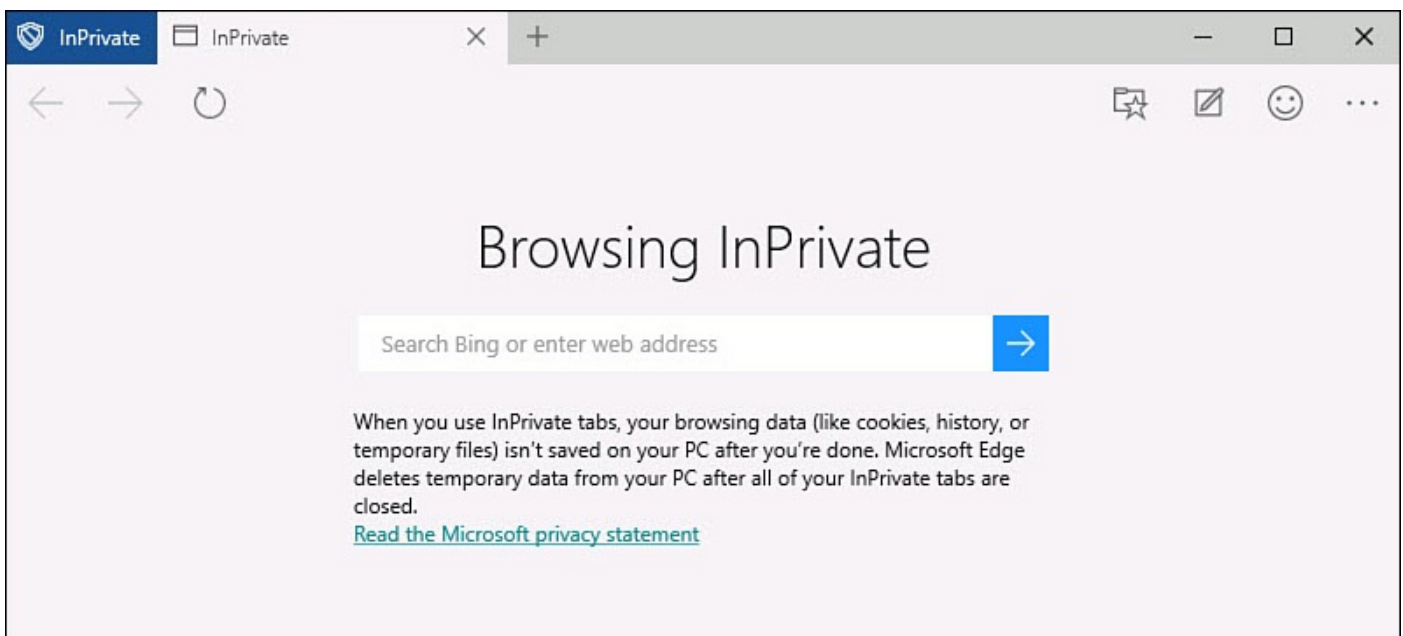 InPrivate
InPrivate
Browsing InPrivate
Search Bing or enter web address
When you use InPrivate tabs, your browsing data (like cookies, history, or
temporary files) isn't saved on your PC after you're done. Microsoft Edge
deletes temporary data from your PC after all of your InPrivate tabs are
closed.
Read the Microsoft privacy statement